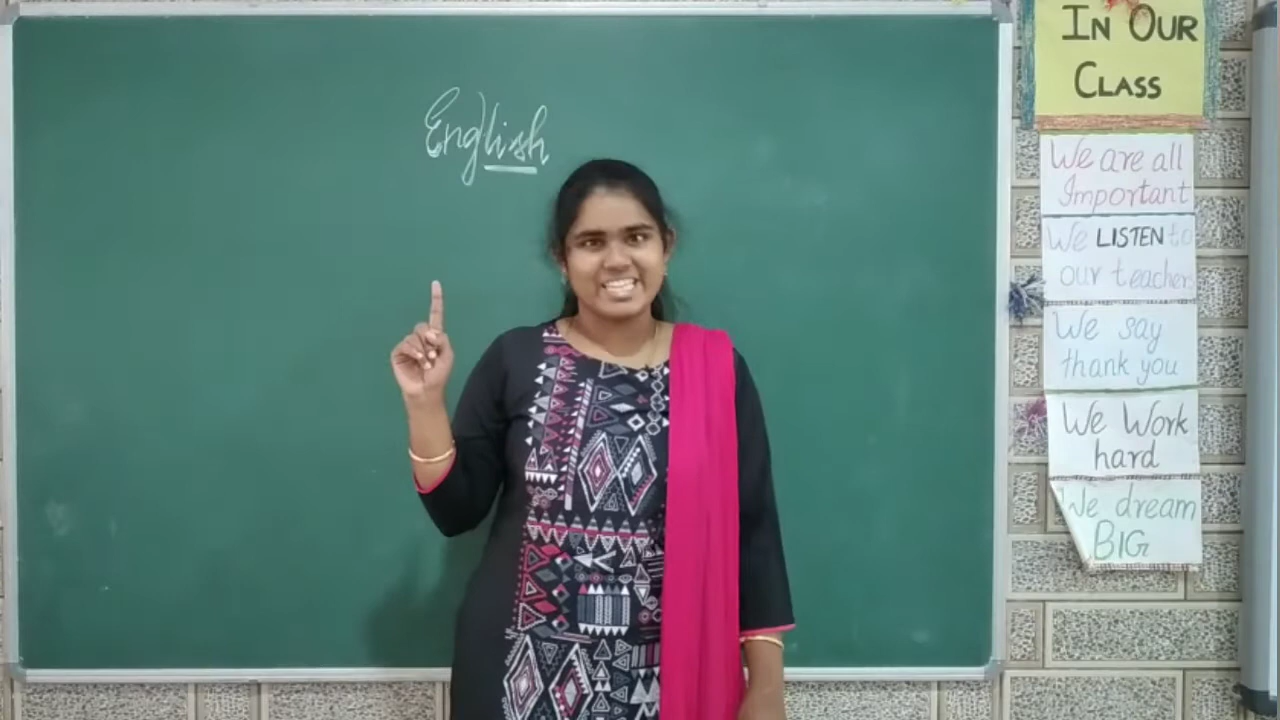 English
In Our
Class
We are all
Important
We LISTEN to
our teachers
We say
thank you
We Work
hard
We dream
BIG